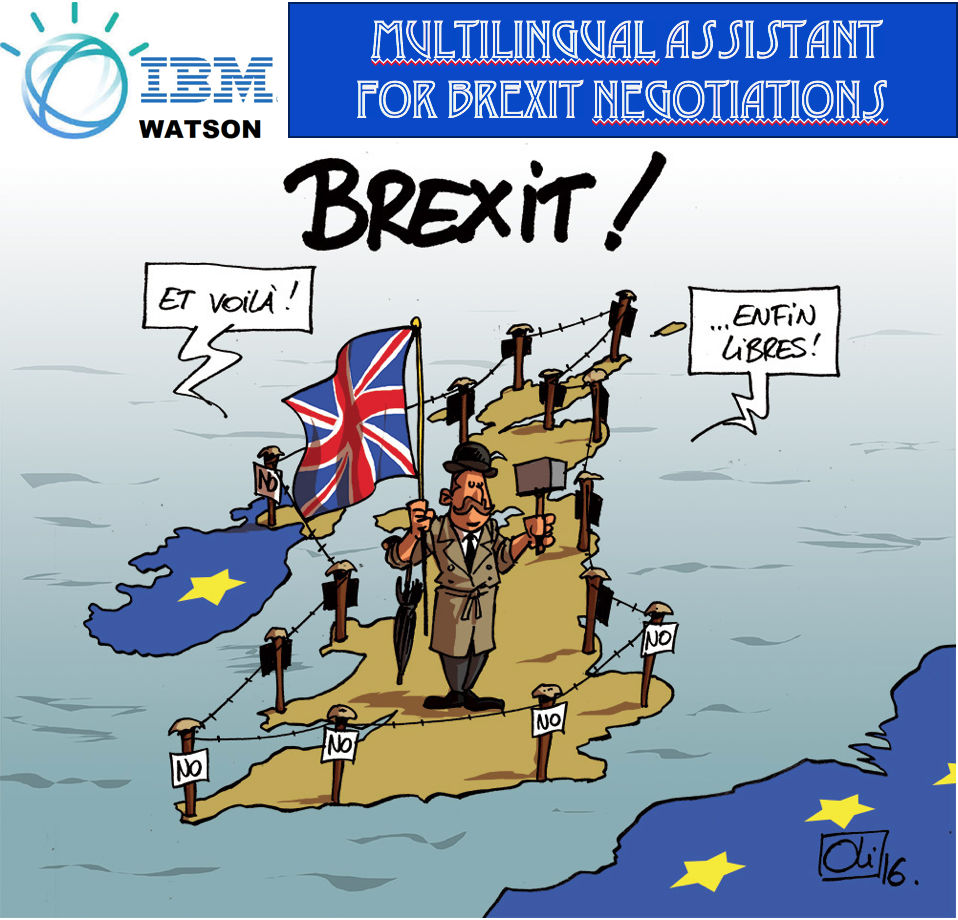 IBM
WATSON
MULTILINGUAL ASSISTANT
FOR BREXIT NEGOTIATIONS
BREXIT !
ET VOILÀ !
...ENFIN
LIBRES !
NO
NO
NO
NO
NO
Oli/16.